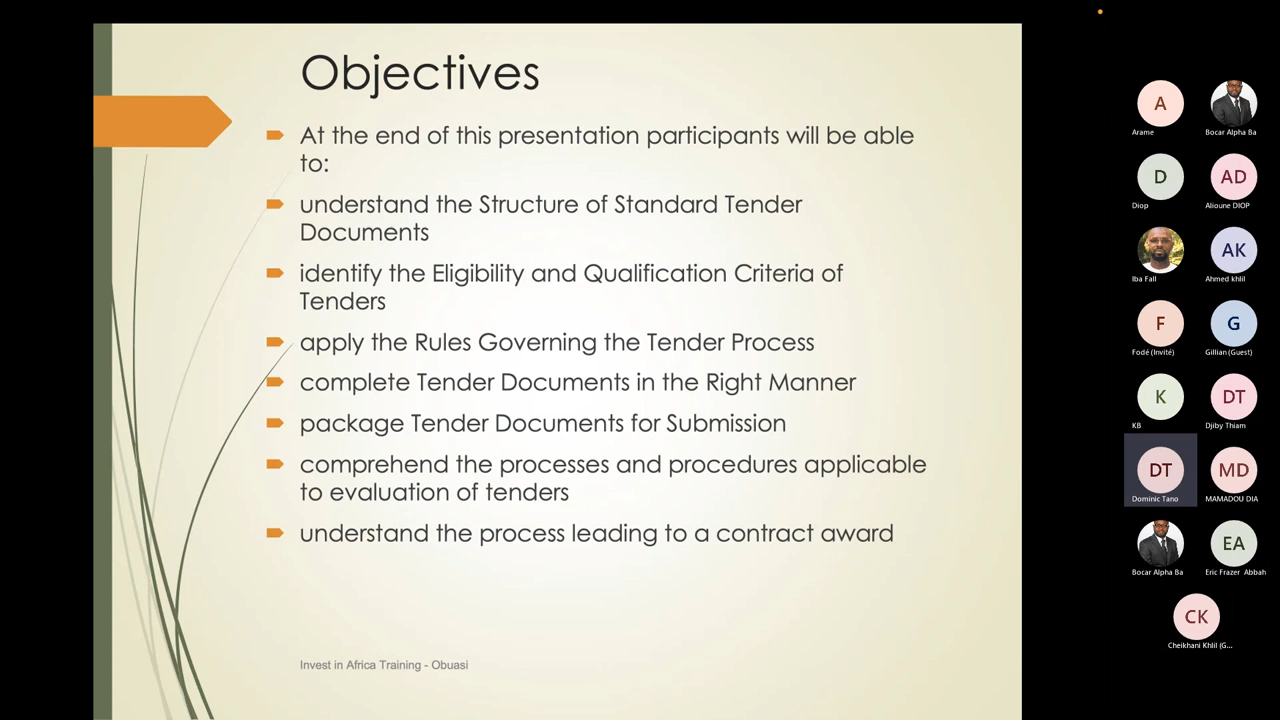 Objectives
At the end of this presentation participants will be able
to:
understand the Structure of Standard Tender
Documents
identify the Eligibility and Qualification Criteria of
Tenders
apply the Rules Governing the Tender Process
complete Tender Documents in the Right Manner
package Tender Documents for Submission
comprehend the processes and procedures applicable
to evaluation of tenders
understand the process leading to a contract award
Invest in Africa Training - Obuasi
A
Arame
Bocar Alpha Ba
D
Diop
AD
Alioune DIOP
Iba Fall
AK
Ahmed khlil
F
Fodé (Invité)
G
Gillian (Guest)
K
KB
DT
Djiby Thiam
DT
Dominic Tano
MD
MAMADOU DIA
Bocar Alpha Ba
EA
Eric Frazer Abbah
CK
Cheikhani Khlil (G...